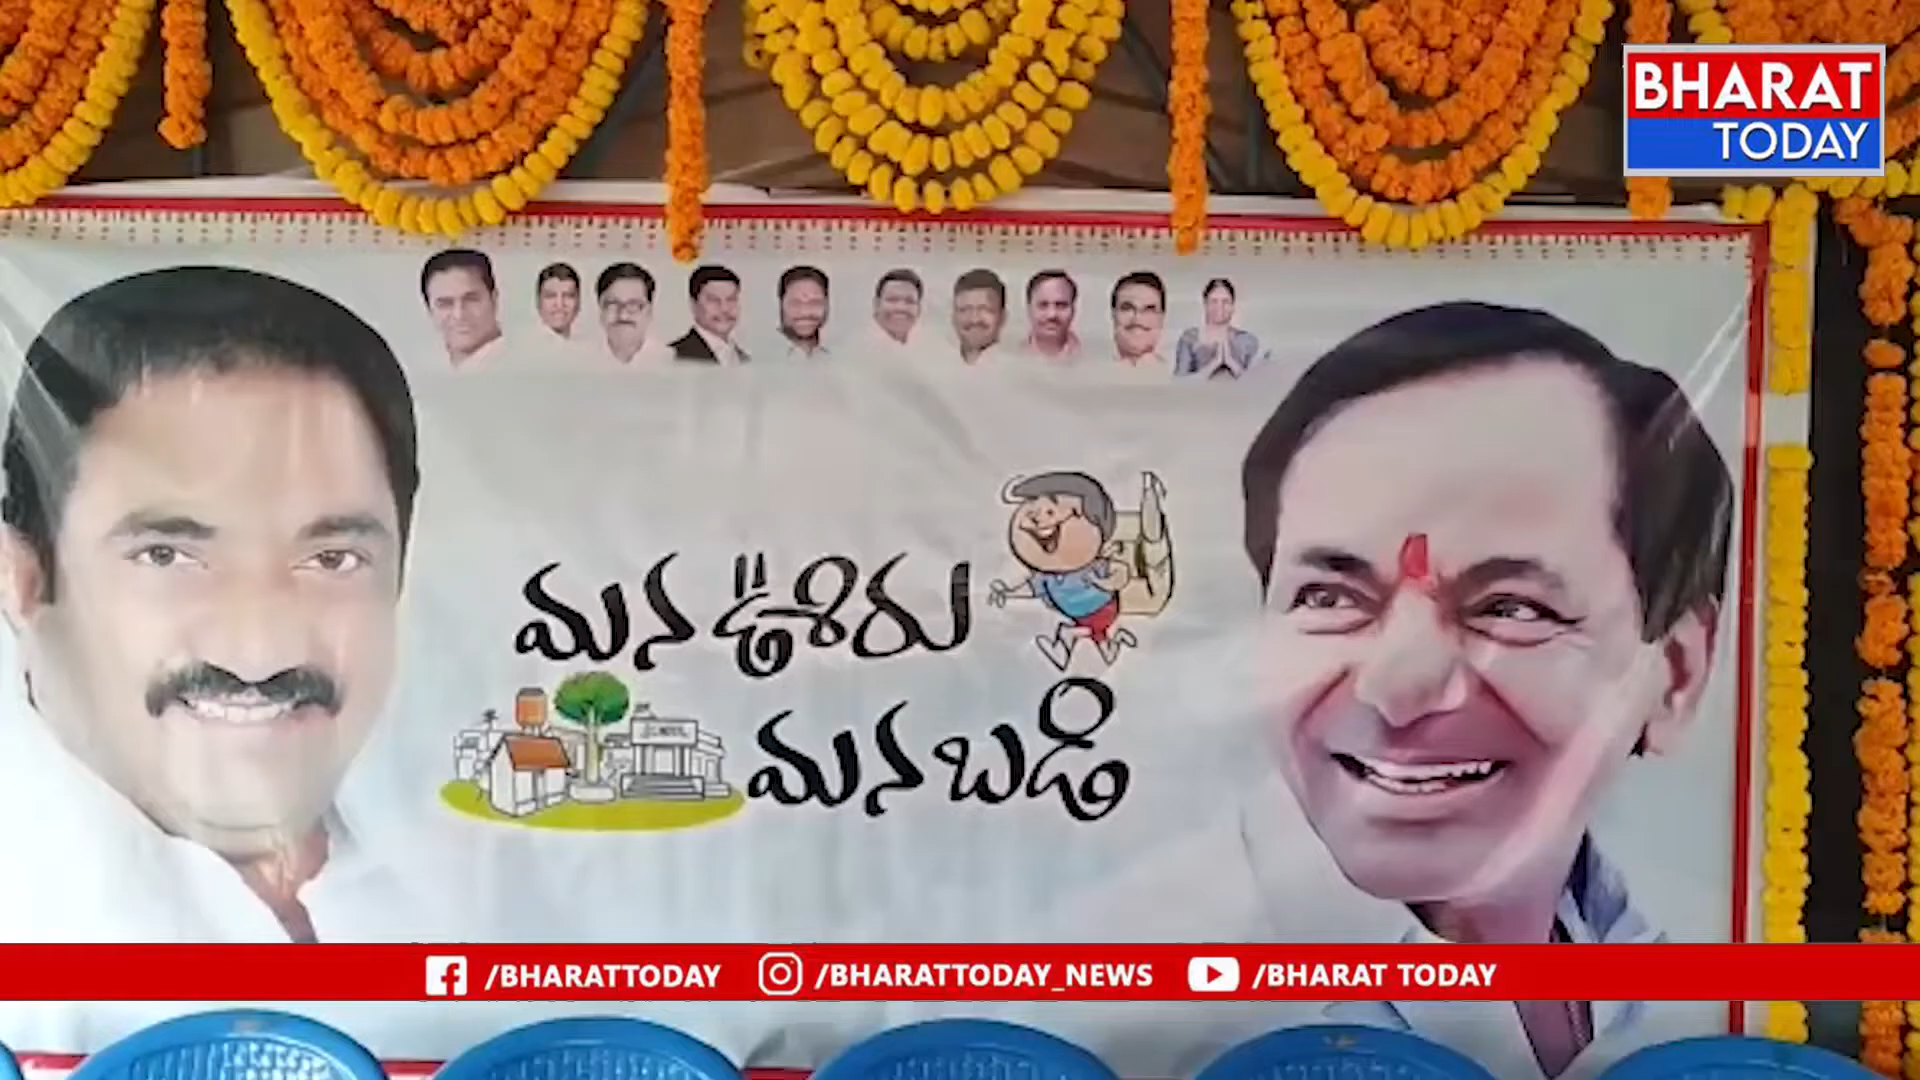 BHARAT
TODAY
మన ఊరు
మన బడి
/BHARATTODAY /BHARATTODAY_NEWS /BHARAT TODAY